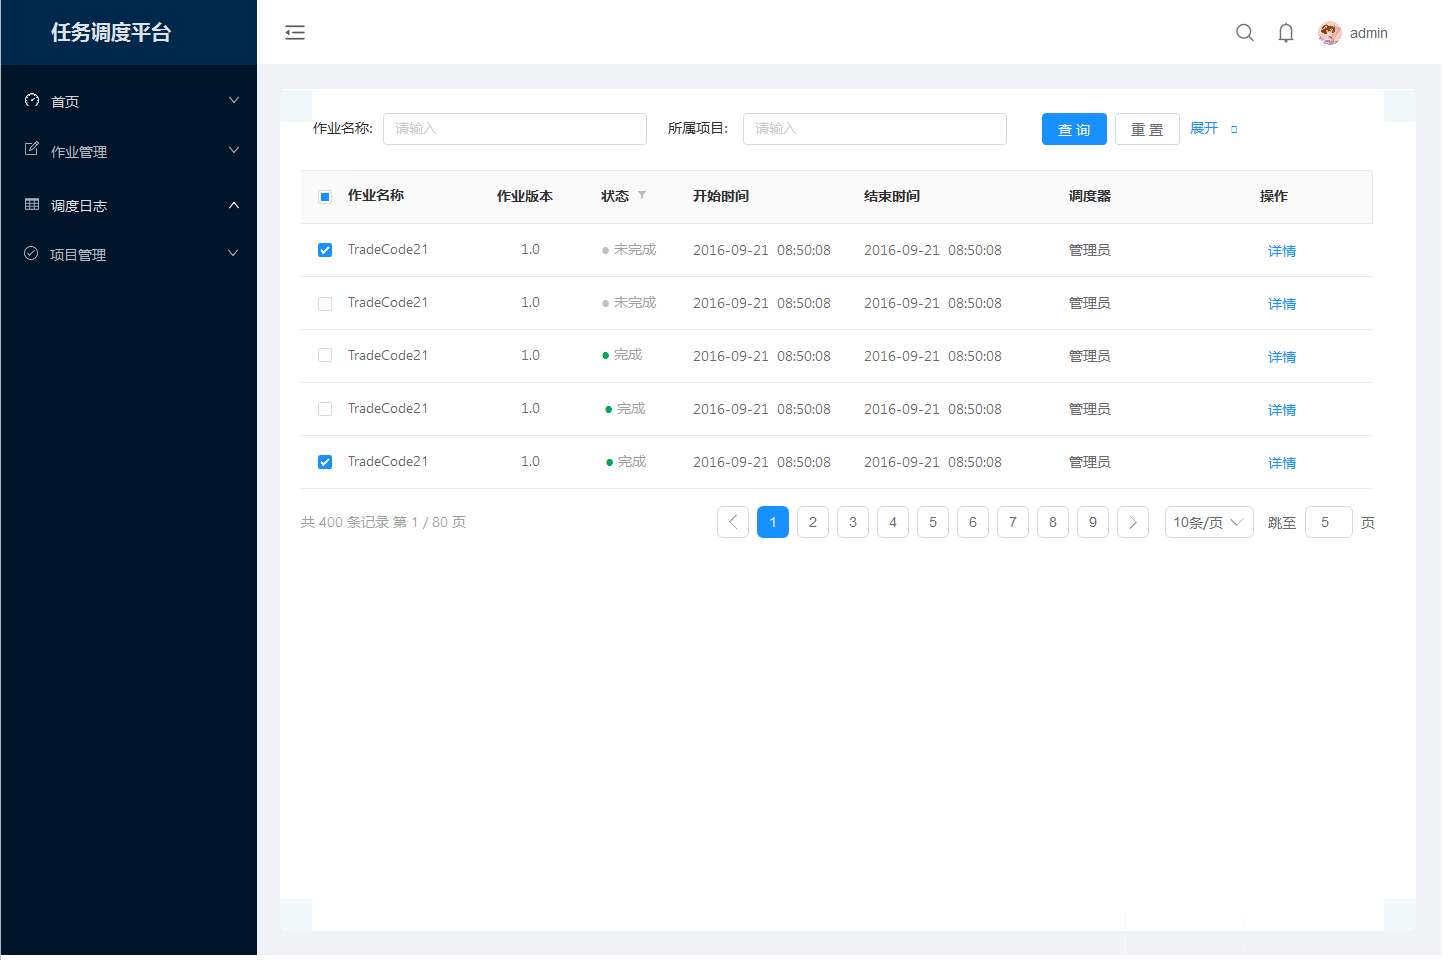 任务调度平台
admin
首页
作业管理
调度日志
项目管理
作业名称: 请输入 所属项目: 请输入 查 询 重 置 展开
作业名称 作业版本 状态 开始时间 结束时间 调度器 操作
TradeCode21 1.0 未完成 2016-09-21 08:50:08 2016-09-21 08:50:08 管理员 详情
TradeCode21 1.0 未完成 2016-09-21 08:50:08 2016-09-21 08:50:08 管理员 详情
TradeCode21 1.0 完成 2016-09-21 08:50:08 2016-09-21 08:50:08 管理员 详情
TradeCode21 1.0 完成 2016-09-21 08:50:08 2016-09-21 08:50:08 管理员 详情
TradeCode21 1.0 完成 2016-09-21 08:50:08 2016-09-21 08:50:08 管理员 详情
共 400 条记录 第 1 / 80 页 1 2 3 4 5 6 7 8 9 10条/页 跳至 5 页